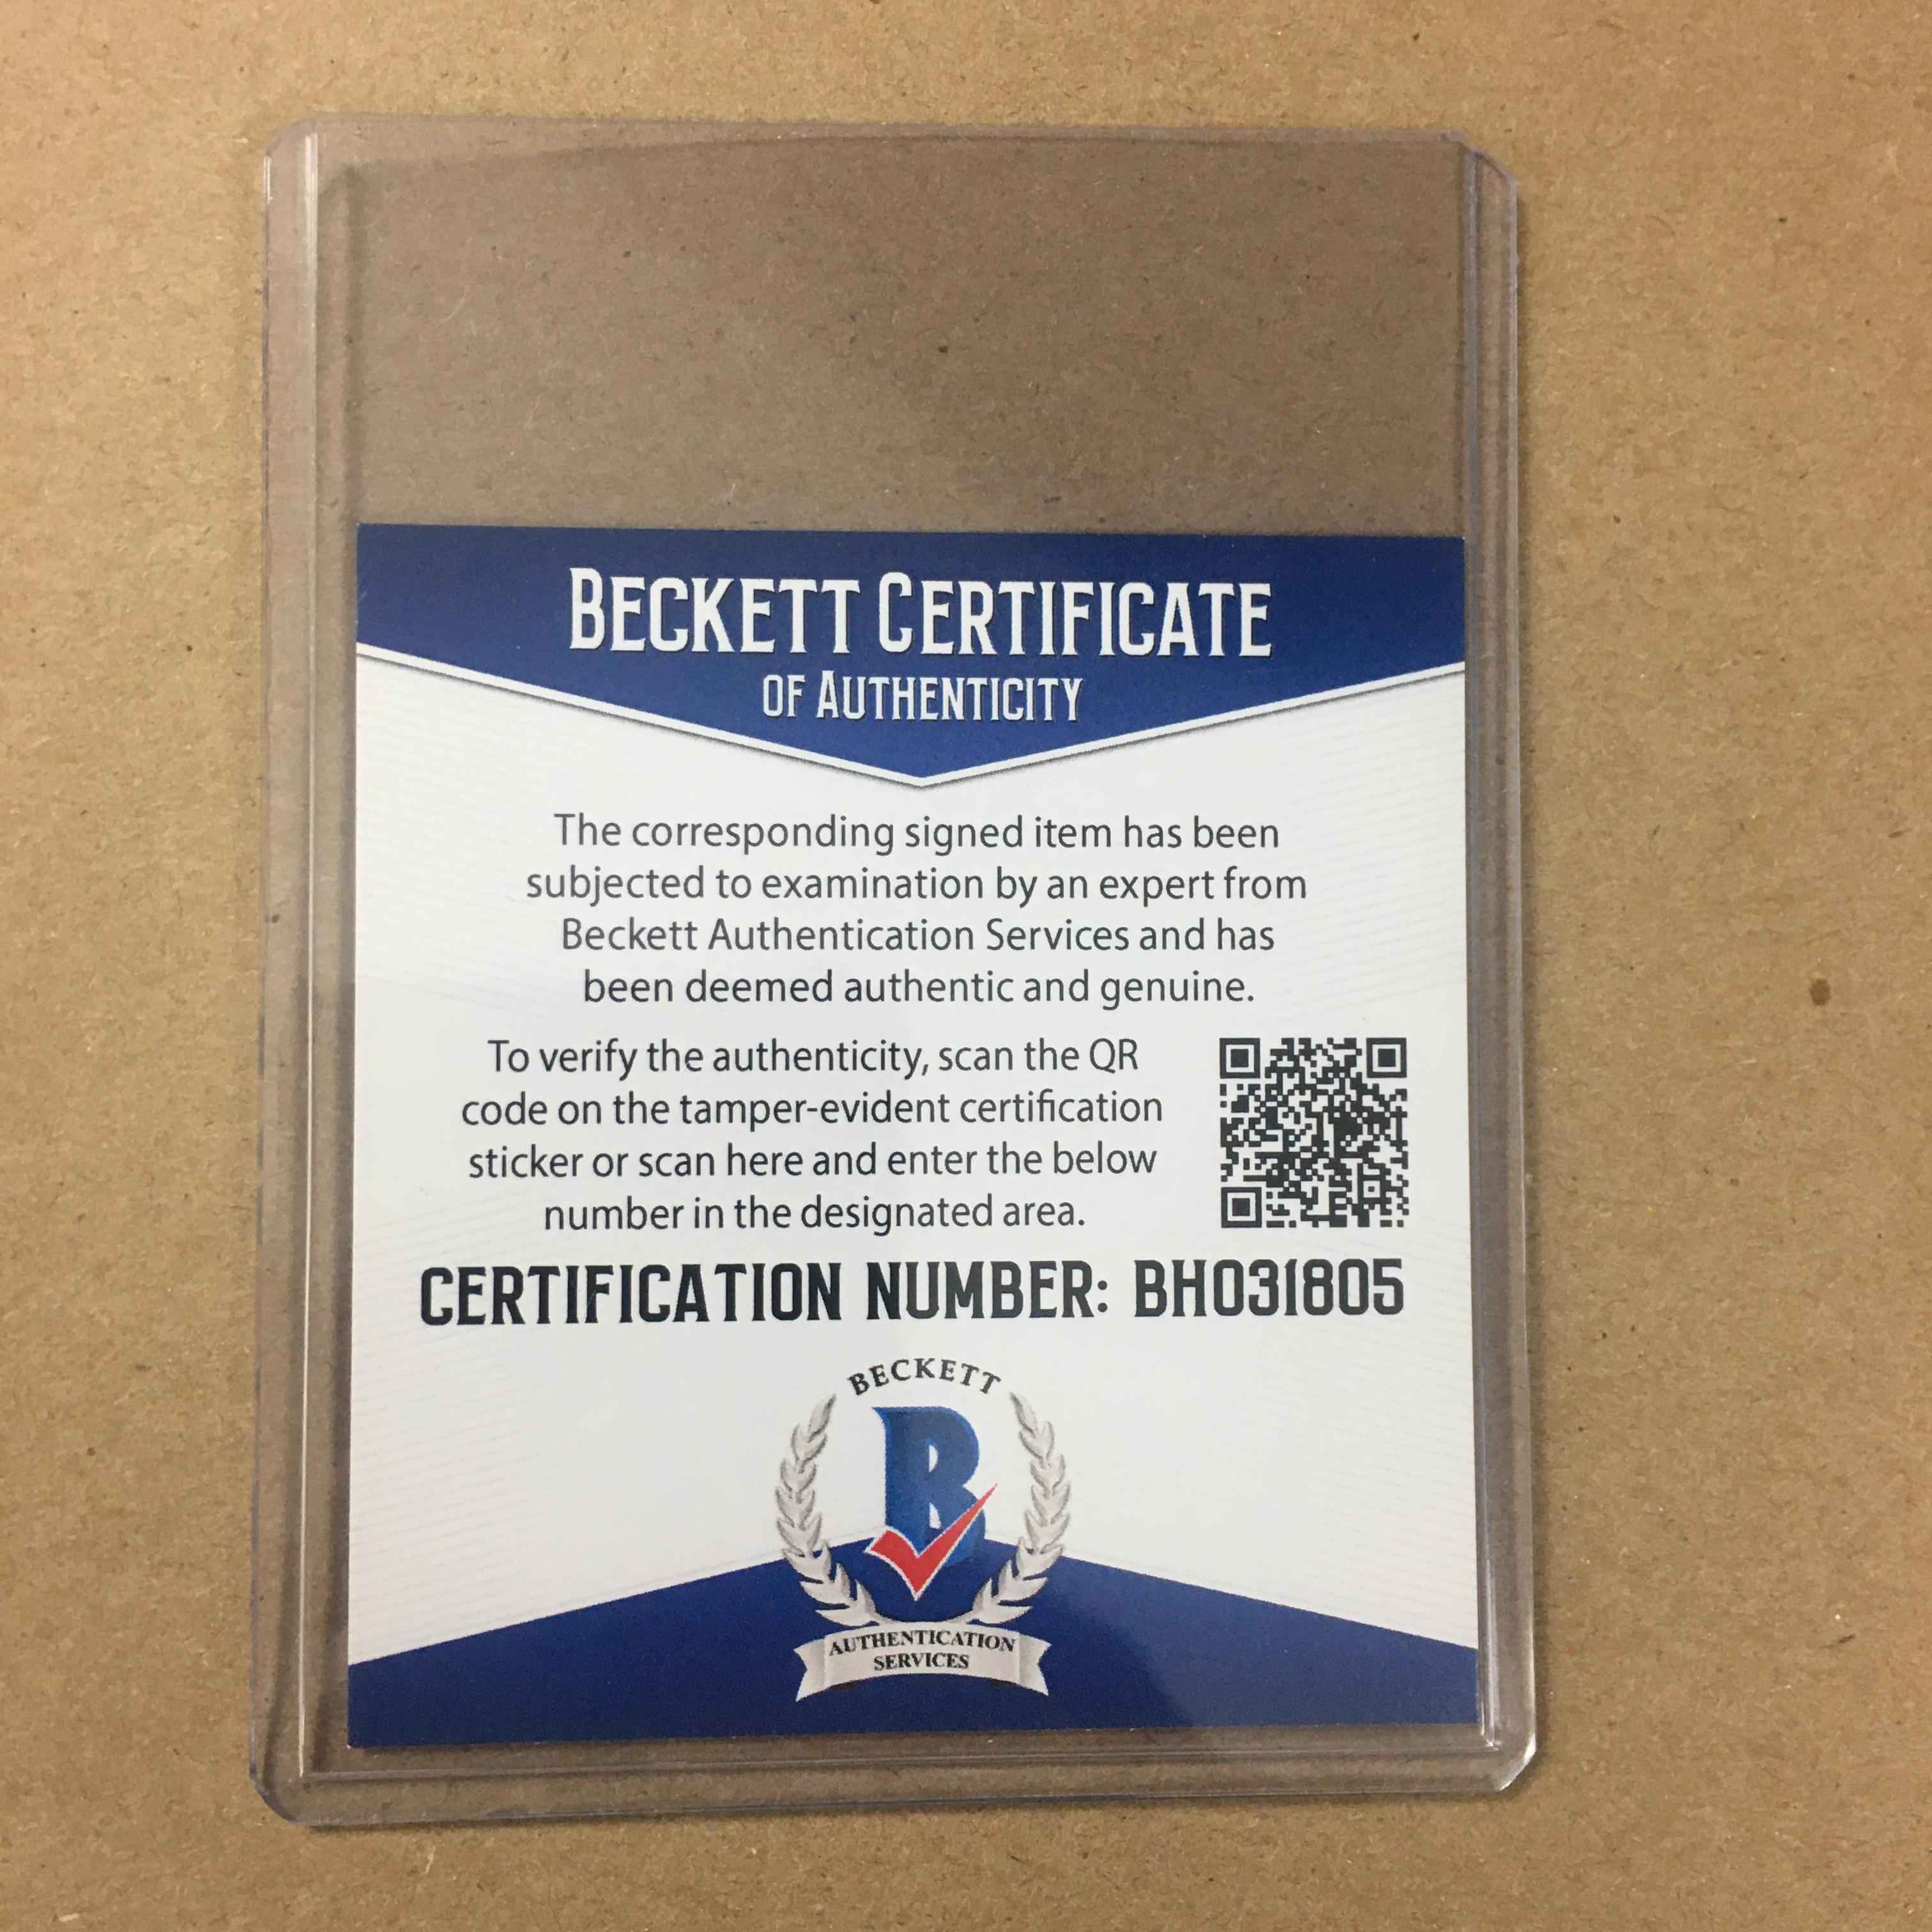 BECKETT CERTIFICATE
OF AUTHENTICITY
The corresponding signed item has been
subjected to examination by an expert from
Beckett Authentication Services and has
been deemed authentic and genuine.
To verify the authenticity, scan the QR
code on the tamper-evident certification
sticker or scan here and enter the below
number in the designated area.
CERTIFICATION NUMBER: BH031805
BECKETT
B
AUTHENTICATION
SERVICES